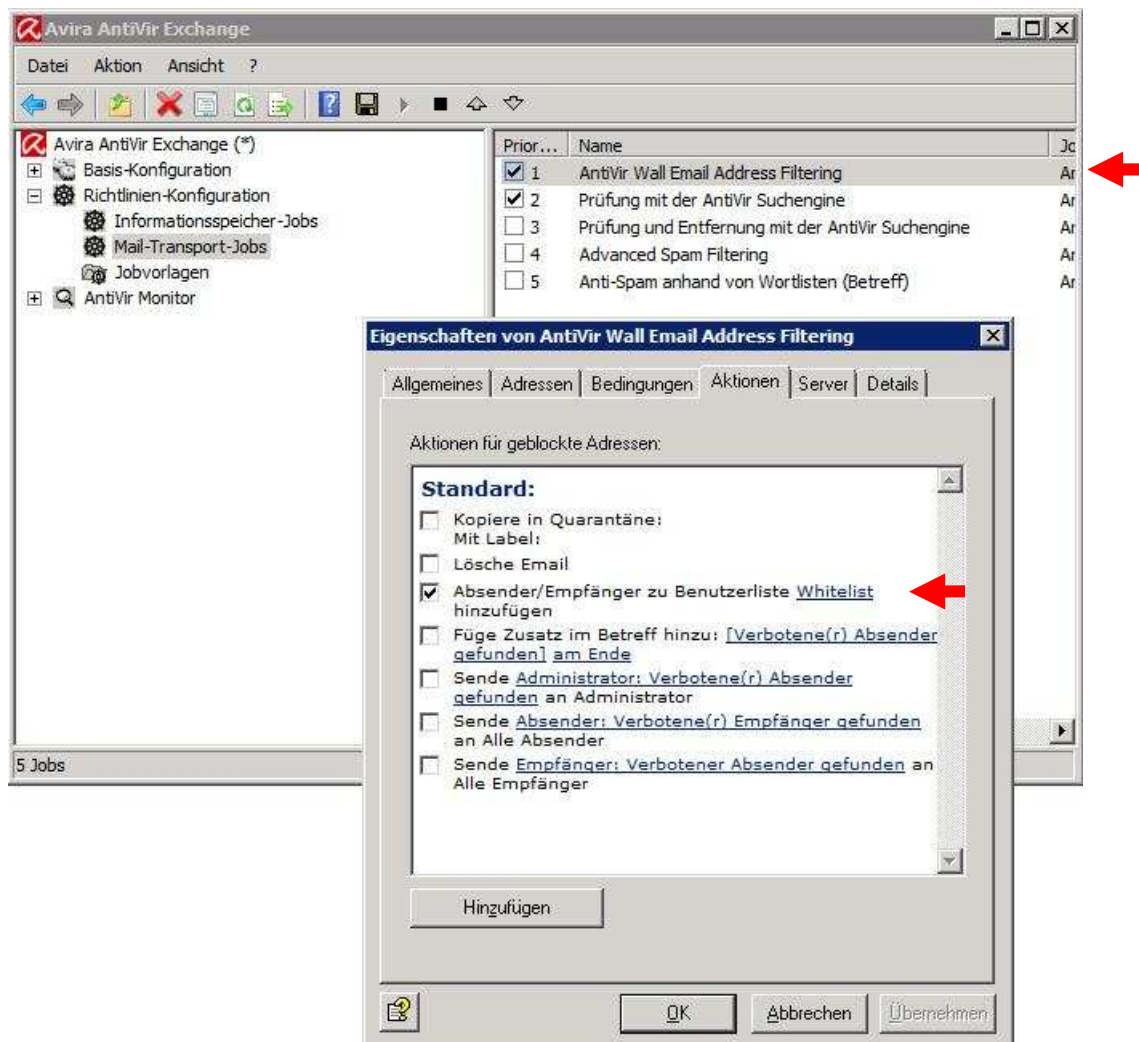 Avira AntiVir Exchange
Datei Aktion Ansicht ?
Avira AntiVir Exchange (*)
Basis-Konfiguration
Richtlinien-Konfiguration
Informationsspeicher-Jobs
Mail-Transport-Jobs
Jobvorlagen
AntiVir Monitor
Prior... Name Jo
1 AntiVir Wall Email Address Filtering Ar
2 Prüfung mit der AntiVir Suchengine Ar
3 Prüfung und Entfernung mit der AntiVir Suchengine Ar
4 Advanced Spam Filtering Ar
5 Anti-Spam anhand von Wortlisten (Betreff) Ar
5 Jobs
Eigenschaften von AntiVir Wall Email Address Filtering
Allgemeines Adressen Bedingungen Aktionen Server Details
Aktionen für geblockte Adressen:
Standard:
Kopiere in Quarantäne:
Mit Label:
Lösche Email
Absender/Empfänger zu Benutzerliste Whitelist
hinzufügen
Füge Zusatz im Betreff hinzu: [Verbotene(r) Absender
gefunden] am Ende
Sende Administrator: Verbotene(r) Absender
gefunden an Administrator
Sende Absender: Verbotene(r) Empfänger gefunden
an Alle Absender
Sende Empfänger: Verbotener Absender gefunden an
Alle Empfänger
Hinzufügen
OK Abbrechen Übernehmen